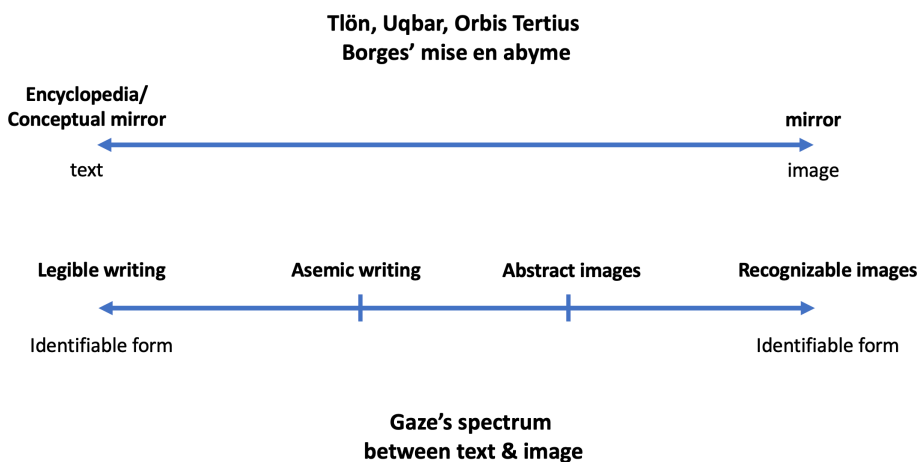 Tlön, Uqbar, Orbis Tertius
Borges’ mise en abyme
Encyclopedia/
Conceptual mirror
mirror
text
image
Legible writing
Asemic writing
Abstract images
Recognizable images
Identifiable form
Identifiable form
Gaze’s spectrum
between text & image